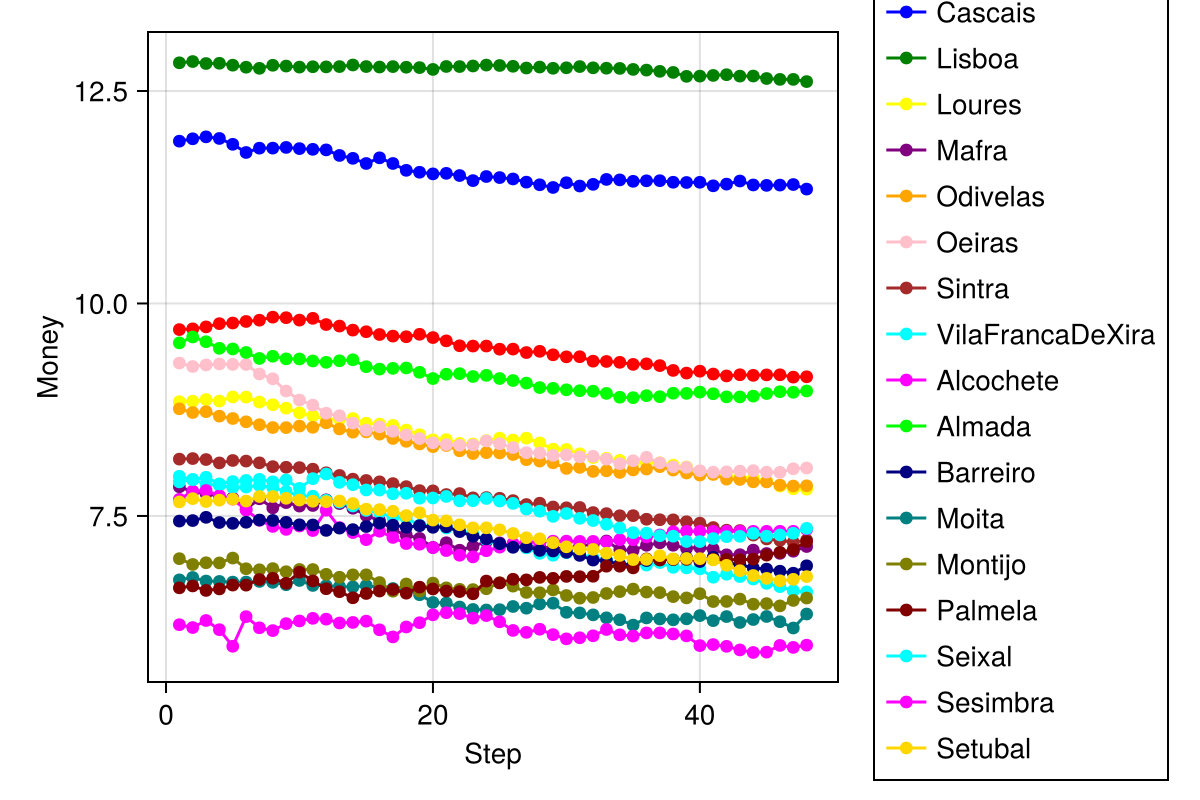 Cascais
Lisboa
Loures
Mafra
Odivelas
Oeiras
Sintra
VilaFrancaDeXira
Alcochete
Almada
Barreiro
Moita
Montijo
Palmela
Seixal
Sesimbra
Setubal
12.5
10.0
7.5
Money
0 20 40
Step